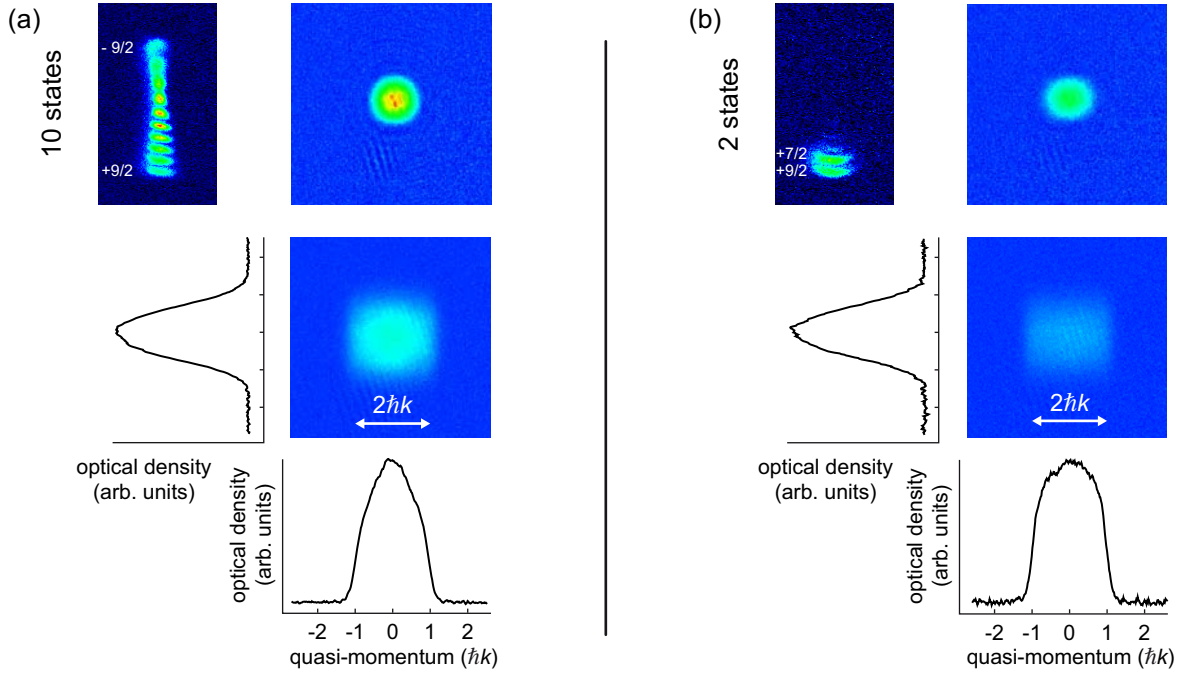 (a)
10 states
- 9/2
+9/2
2ℏk
optical density
(arb. units)
optical density
(arb. units)
-2 -1 0 1 2
quasi-momentum (ℏk)
(b)
2 states
+7/2
+9/2
2ℏk
optical density
(arb. units)
optical density
(arb. units)
-2 -1 0 1 2
quasi-momentum (ℏk)